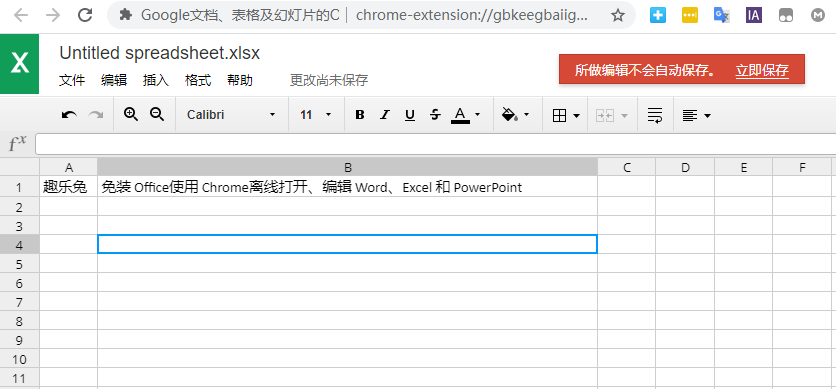 Google文档、表格及幻灯片的C | chrome-extension://gbkeegbaiig...
IA
M
X
Untitled spreadsheet.xlsx
文件 编辑 插入 格式 帮助 更改尚未保存
所做编辑不会自动保存。 立即保存
Calibri 11 B I U S A
fx
A B C D E F
1 趣乐兔 免装 Office使用 Chrome离线打开、编辑 Word、Excel 和 PowerPoint
2
3
4
5
6
7
8
9
10
11